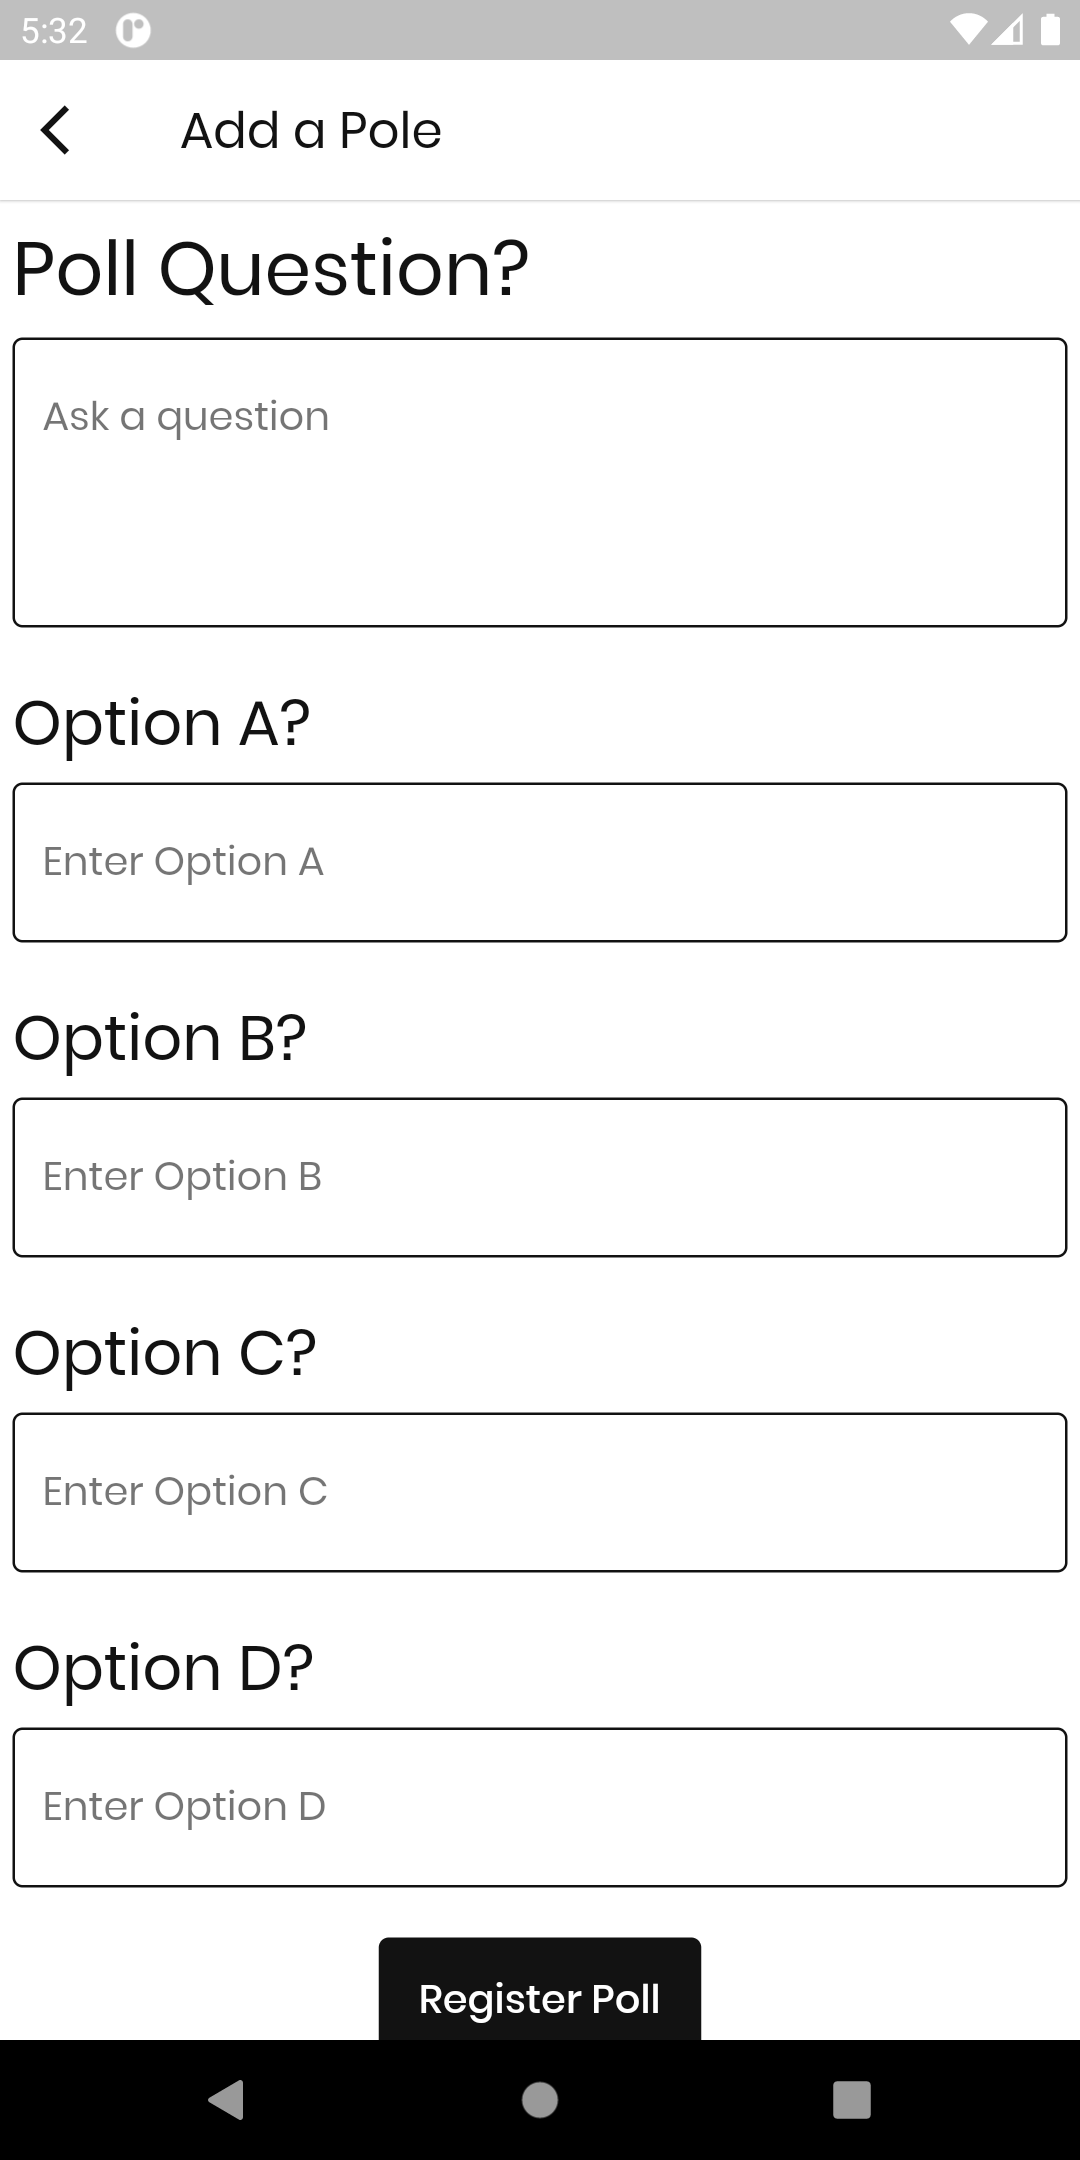 5:32
Add a Pole
Poll Question?
Ask a question
Option A?
Enter Option A
Option B?
Enter Option B
Option C?
Enter Option C
Option D?
Enter Option D
Register Poll